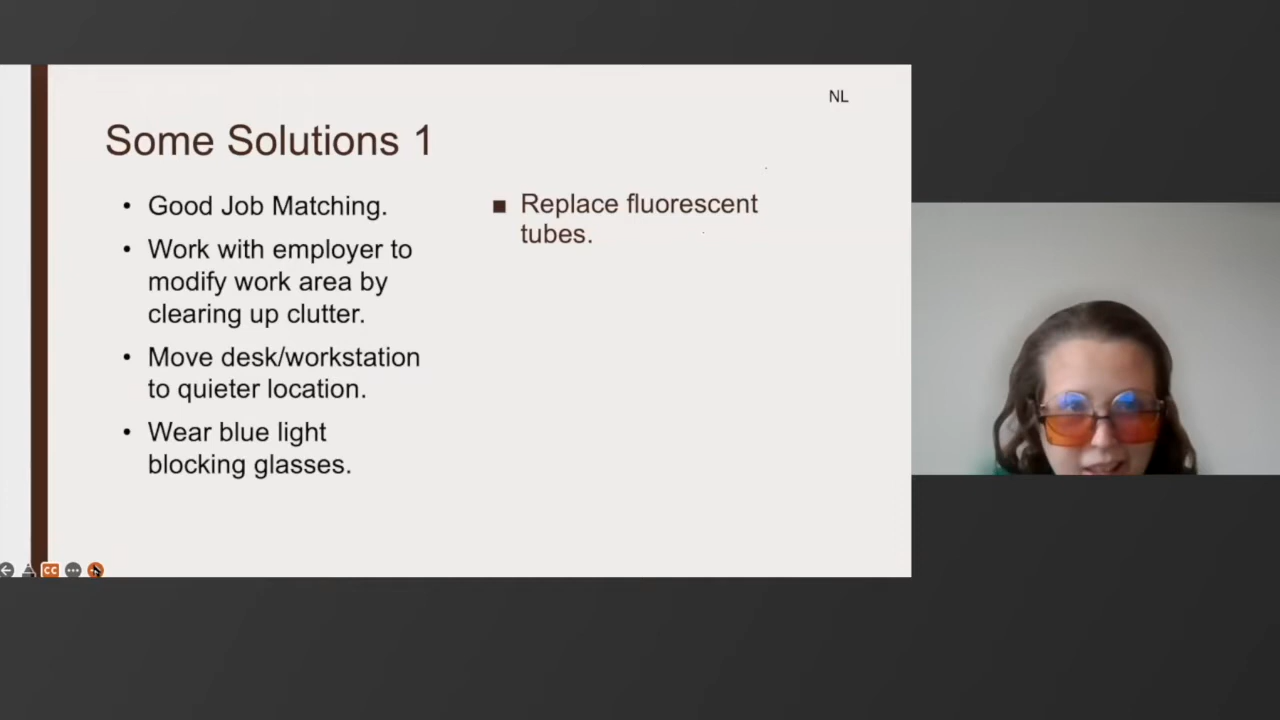 NL
Some Solutions 1
• Good Job Matching.
• Work with employer to
modify work area by
clearing up clutter.
• Move desk/workstation
to quieter location.
• Wear blue light
blocking glasses.
■ Replace fluorescent
tubes.
CC